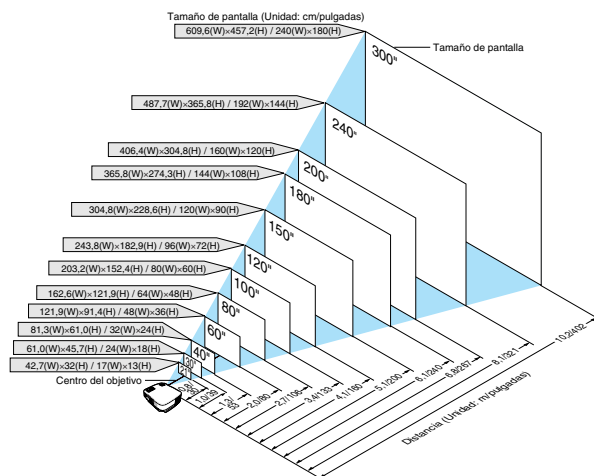 Tamaño de pantalla (Unidad: cm/pulgadas)
609,6(W)×457,2(H) / 240(W)×180(H)
300"
Tamaño de pantalla
487,7(W)×365,8(H) / 192(W)×144(H)
240"
406,4(W)×304,8(H) / 160(W)×120(H)
200"
365,8(W)×274,3(H) / 144(W)×108(H)
180"
304,8(W)×228,6(H) / 120(W)×90(H)
150"
243,8(W)×182,9(H) / 96(W)×72(H)
120"
203,2(W)×152,4(H) / 80(W)×60(H)
100"
162,6(W)×121,9(H) / 64(W)×48(H)
80"
121,9(W)×91,4(H) / 48(W)×36(H)
60"
81,3(W)×61,0(H) / 32(W)×24(H)
40"
61,0(W)×45,7(H) / 24(W)×18(H)
30"
42,7(W)×32(H) / 17(W)×13(H)
21"
Centro del objetivo
1,0/39
1,3/
53
2,0/80
2,7/106
3,4/133
4,1/160
5,1/200
6,1/240
6,8/267
8,1/321
10,2/402
Distancia (Unidad: m/pulgadas)